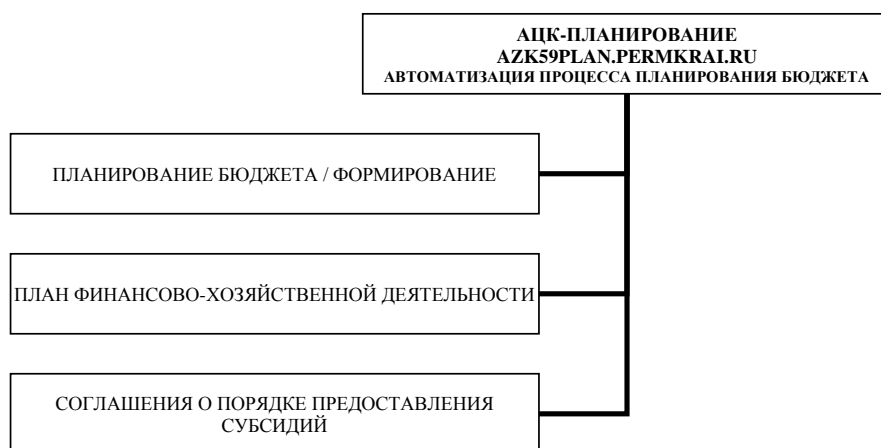 АЦК-ПЛАНИРОВАНИЕ
AZK59PLAN.PERMKRAI.RU
АВТОМАТИЗАЦИЯ ПРОЦЕССА ПЛАНИРОВАНИЯ БЮДЖЕТА
ПЛАНИРОВАНИЕ БЮДЖЕТА / ФОРМИРОВАНИЕ
ПЛАН ФИНАНСОВО-ХОЗЯЙСТВЕННОЙ ДЕЯТЕЛЬНОСТИ
СОГЛАШЕНИЯ О ПОРЯДКЕ ПРЕДОСТАВЛЕНИЯ
СУБСИДИЙ